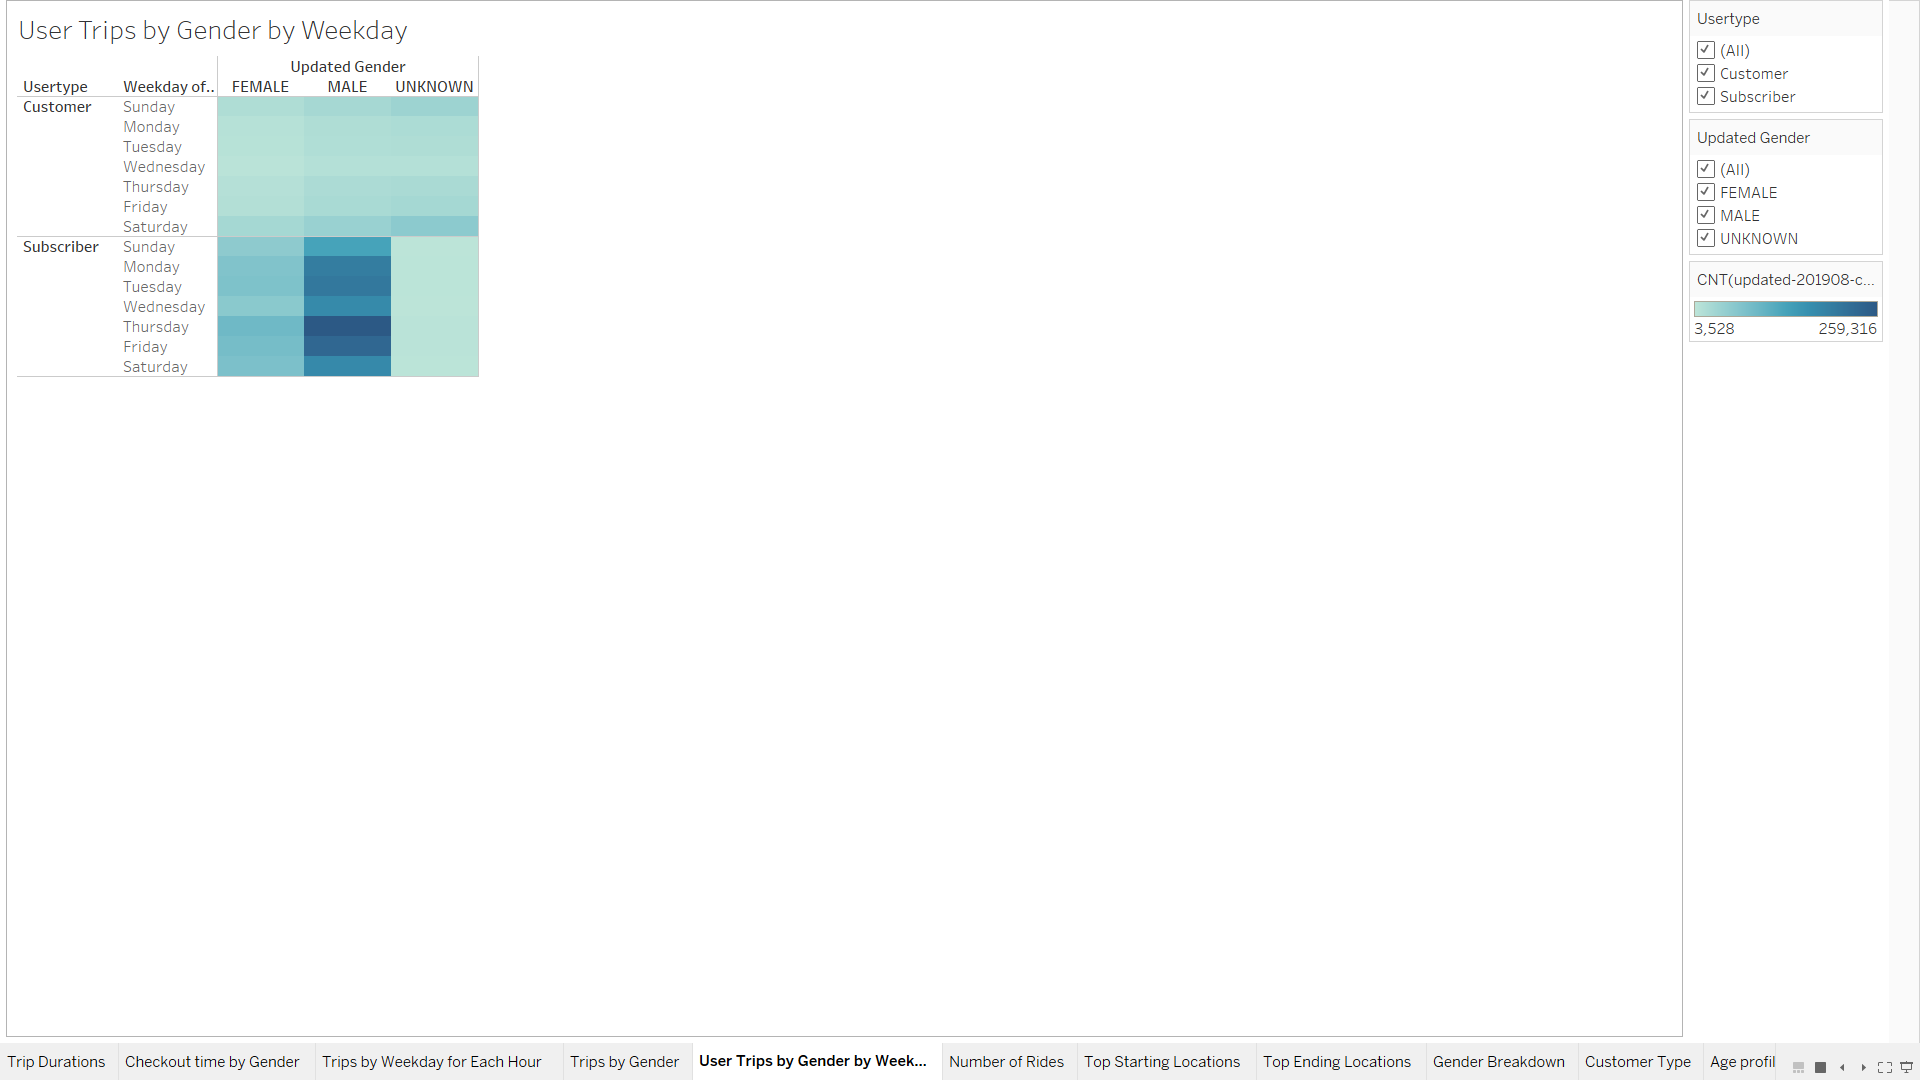 User Trips by Gender by Weekday
Updated Gender
Usertype Weekday of.. FEMALE MALE UNKNOWN
Customer Sunday
Monday
Tuesday
Wednesday
Thursday
Friday
Saturday
Subscriber Sunday
Monday
Tuesday
Wednesday
Thursday
Friday
Saturday
Usertype
(All)
Customer
Subscriber
Updated Gender
(All)
FEMALE
MALE
UNKNOWN
CNT(updated-201908-c...
3,528 259,316
Trip Durations Checkout time by Gender Trips by Weekday for Each Hour Trips by Gender User Trips by Gender by Week... Number of Rides Top Starting Locations Top Ending Locations Gender Breakdown Customer Type Age profil